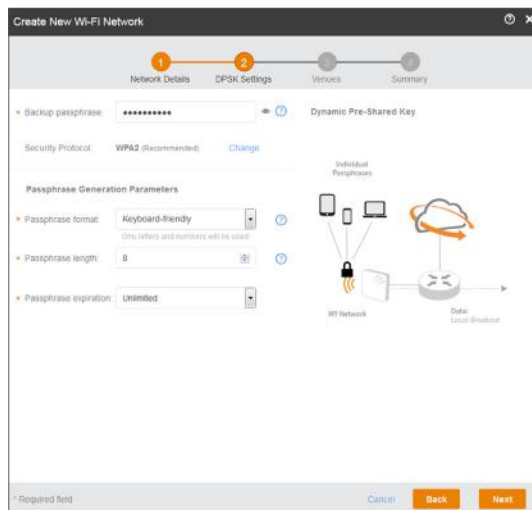 Create New Wi-Fi Network
1 2 3 4
Network Details DPSK Settings Venues Summary
* Backup passphrase: ••••••••••
Dynamic Pre-Shared Key
Security Protocol: WPA2 (Recommended) Change
Individual
Passphrases
Passphrase Generation Parameters
* Passphrase format: Keyboard-friendly
Only letters and numbers will be used
* Passphrase length: 8
* Passphrase expiration: Unlimited
MY Network
Data:
Local Breakout
* Required field
Cancel Back Next